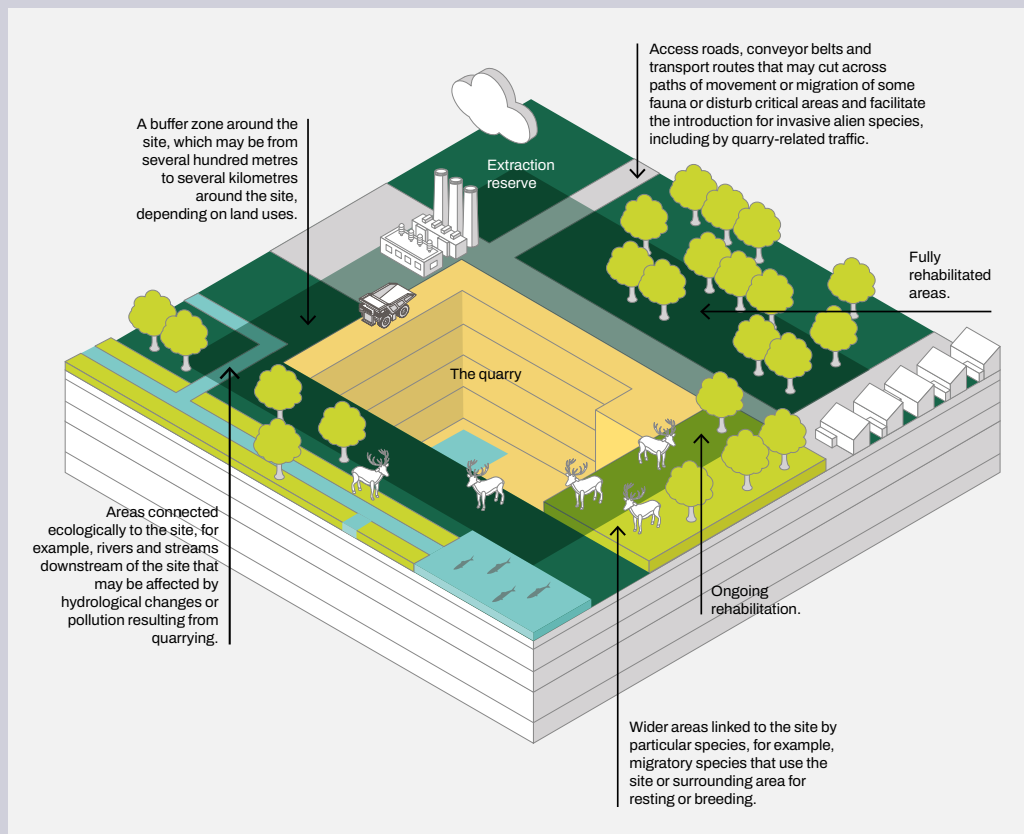 Access roads, conveyor belts and
transport routes that may cut across
paths of movement or migration of some
fauna or disturb critical areas and facilitate
the introduction for invasive alien species,
including by quarry-related traffic.
A buffer zone around the
site, which may be from
several hundred metres
to several kilometres
around the site,
depending on land uses.
Extraction
reserve
Fully
rehabilitated
areas.
The quarry
Areas connected
ecologically to the site, for
example, rivers and streams
downstream of the site that
may be affected by
hydrological changes or
pollution resulting from
quarrying.
Ongoing
rehabilitation.
Wider areas linked to the site by
particular species, for example,
migratory species that use the
site or surrounding area for
resting or breeding.